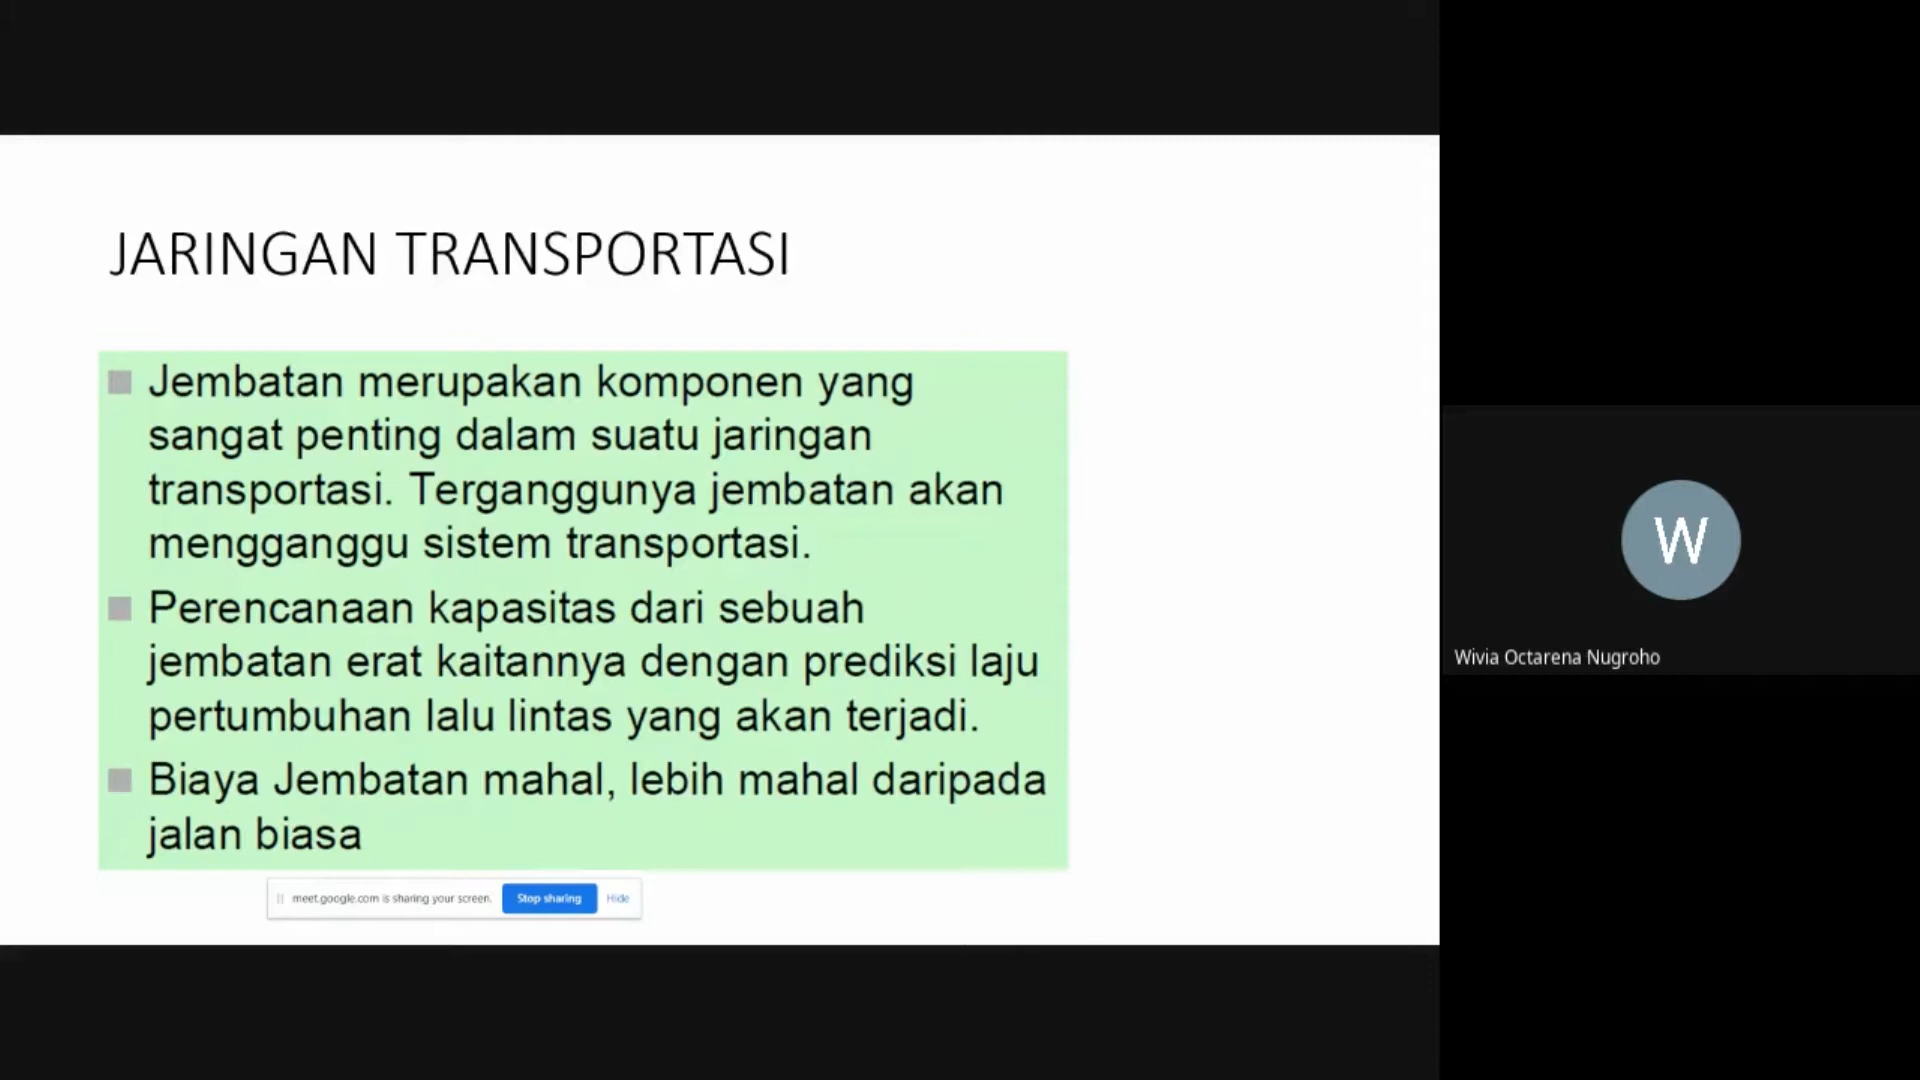 JARINGAN TRANSPORTASI
Jembatan merupakan komponen yang
sangat penting dalam suatu jaringan
transportasi. Terganggunya jembatan akan
mengganggu sistem transportasi.
Perencanaan kapasitas dari sebuah
jembatan erat kaitannya dengan prediksi laju
pertumbuhan lalu lintas yang akan terjadi.
Biaya Jembatan mahal, lebih mahal daripada
jalan biasa
meet.google.com is sharing your screen. Stop sharing Hide
W
Wivia Octarena Nugroho